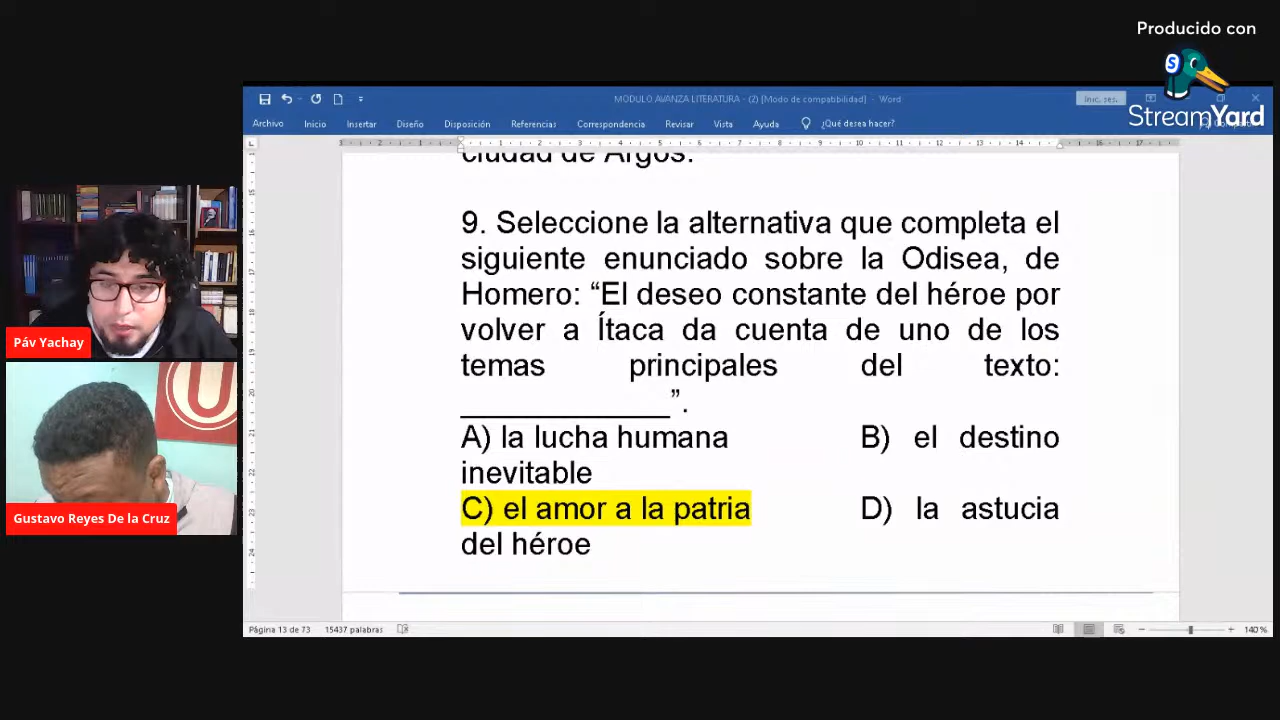 Producido con
StreamYard
MODULO AVANZA LITERATURA - (2) [Modo de compatibilidad] - Word
Inic. ses.
Archivo Inicio Insertar Diseño Disposición Referencias Correspondencia Revisar Vista Ayuda ¿Qué desea hacer?
ciudad de Argos.
9. Seleccione la alternativa que completa el
siguiente enunciado sobre la Odisea, de
Homero: “El deseo constante del héroe por
volver a Ítaca da cuenta de uno de los
temas principales del texto:
____________”.
A) la lucha humana B) el destino
inevitable
C) el amor a la patria D) la astucia
del héroe
Páv Yachay
U
Gustavo Reyes De la Cruz
Página 13 de 73 15437 palabras 140 %